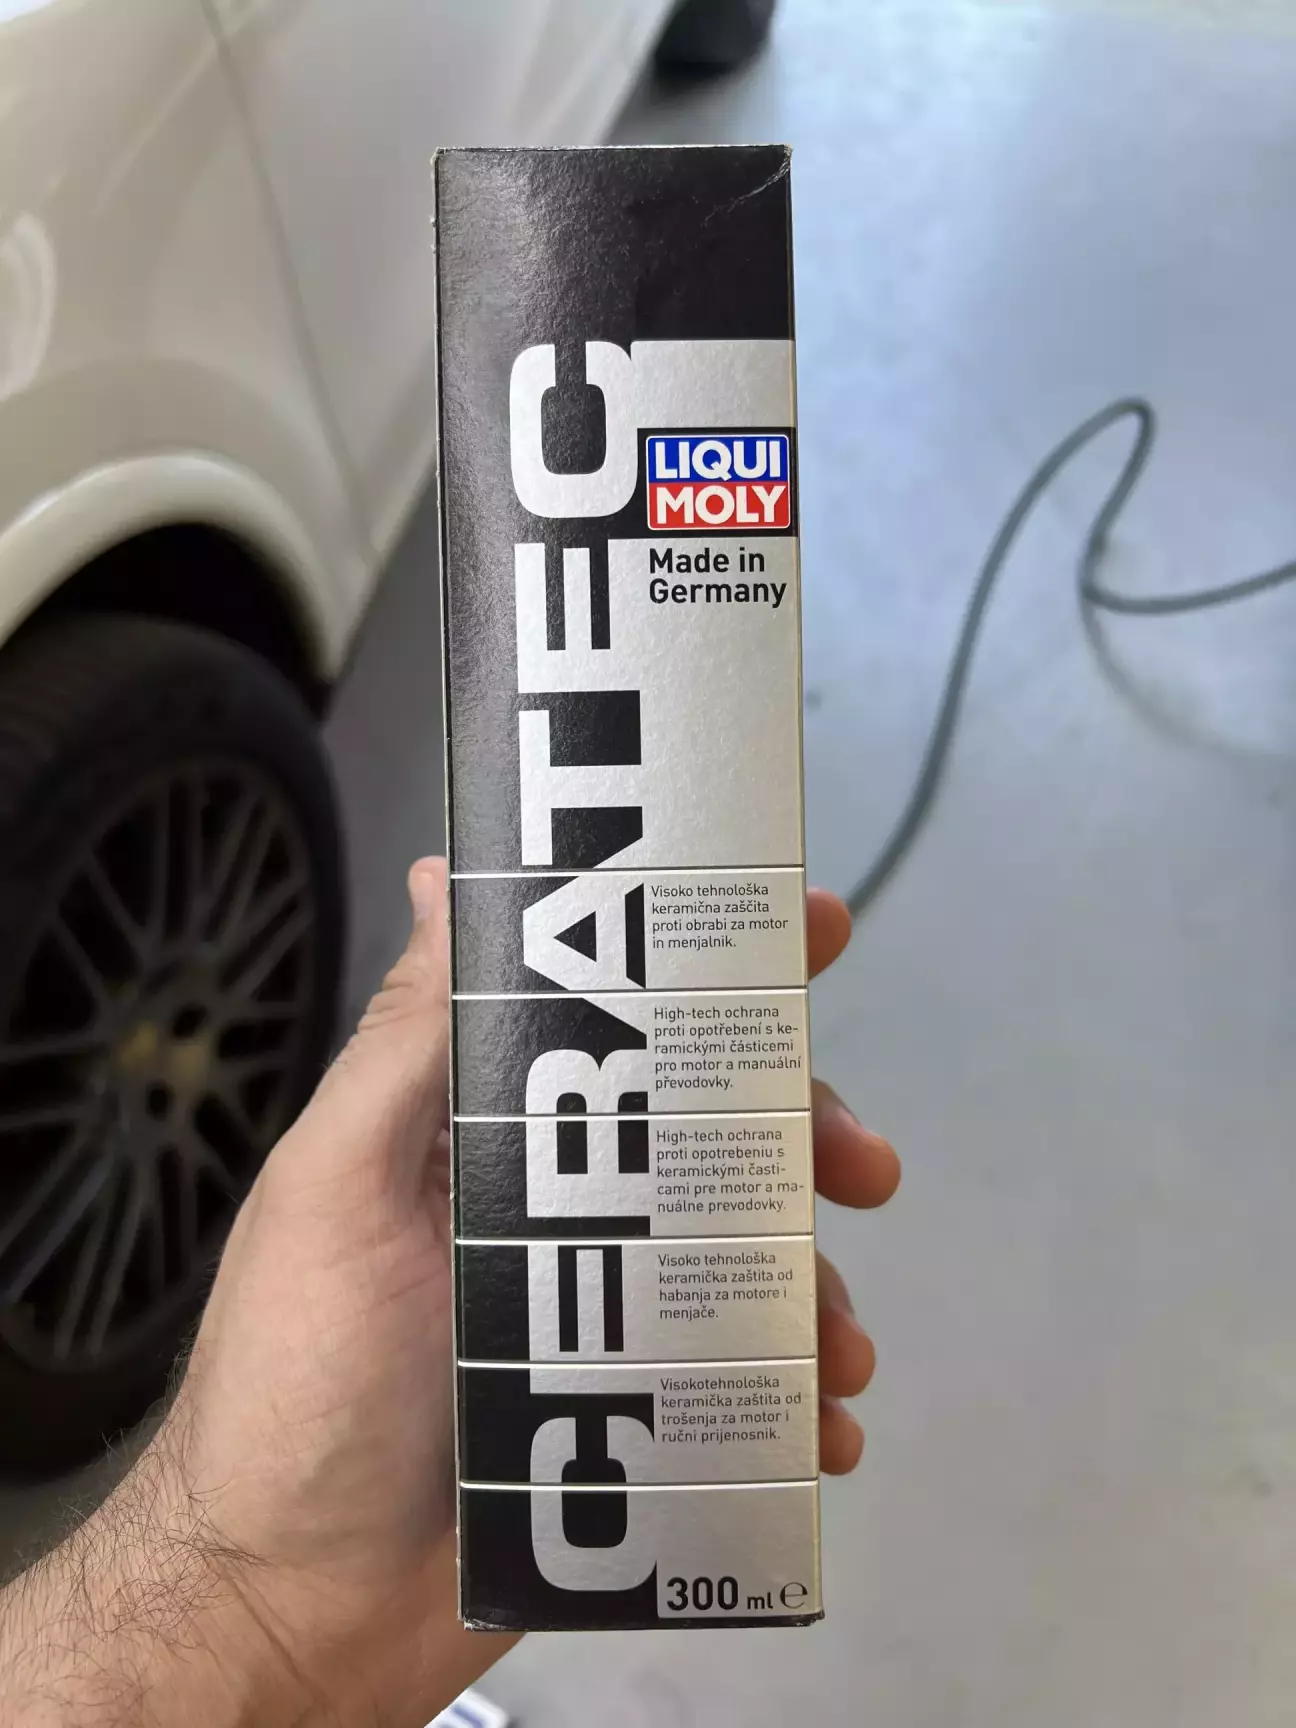 CERATEC
LIQUI
MOLY
Made in
Germany
Visoko tehnološka
keramična zaščita
proti obrabi za motor
in menjalnik.
High-tech ochrana
proti opotřebení s ke-
ramickými částicemi
pro motor a manuální
převodovky.
High-tech ochrana
proti opotrebeniu s
keramickými časti-
cami pre motor a ma-
nuálne prevodovky.
Visoko tehnološka
keramička zaštita od
habanja za motore i
menjače.
Visokotehnološka
keramička zaštita od
trošenja za motor i
ručni prijenosnik.
300 ml ℮